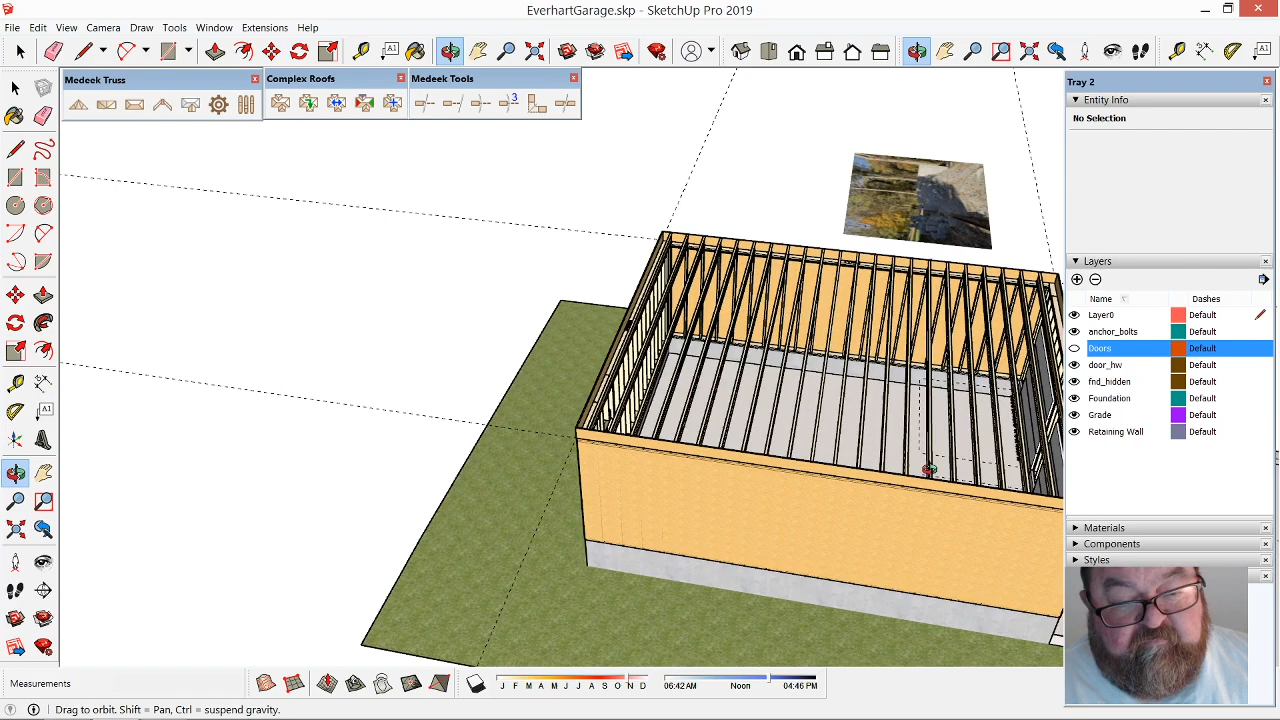 EverhartGarage.skp - SketchUp Pro 2019
File Edit View Camera Draw Tools Window Extensions Help
A1
Medeek Truss
Complex Roofs
Medeek Tools
3
Tray 2
Entity Info
No Selection
Layers
Name Dashes
Layer0 Default
anchor_bolts Default
Doors Default
door_hw Default
fnd_hidden Default
Foundation Default
Grade Default
Retaining Wall Default
A1
Materials
Components
Styles
Measurements
J F M A M J J A S O N D
06:42 AM Noon 04:46 PM
Drag to orbit. Shift = Pan, Ctrl = suspend gravity.